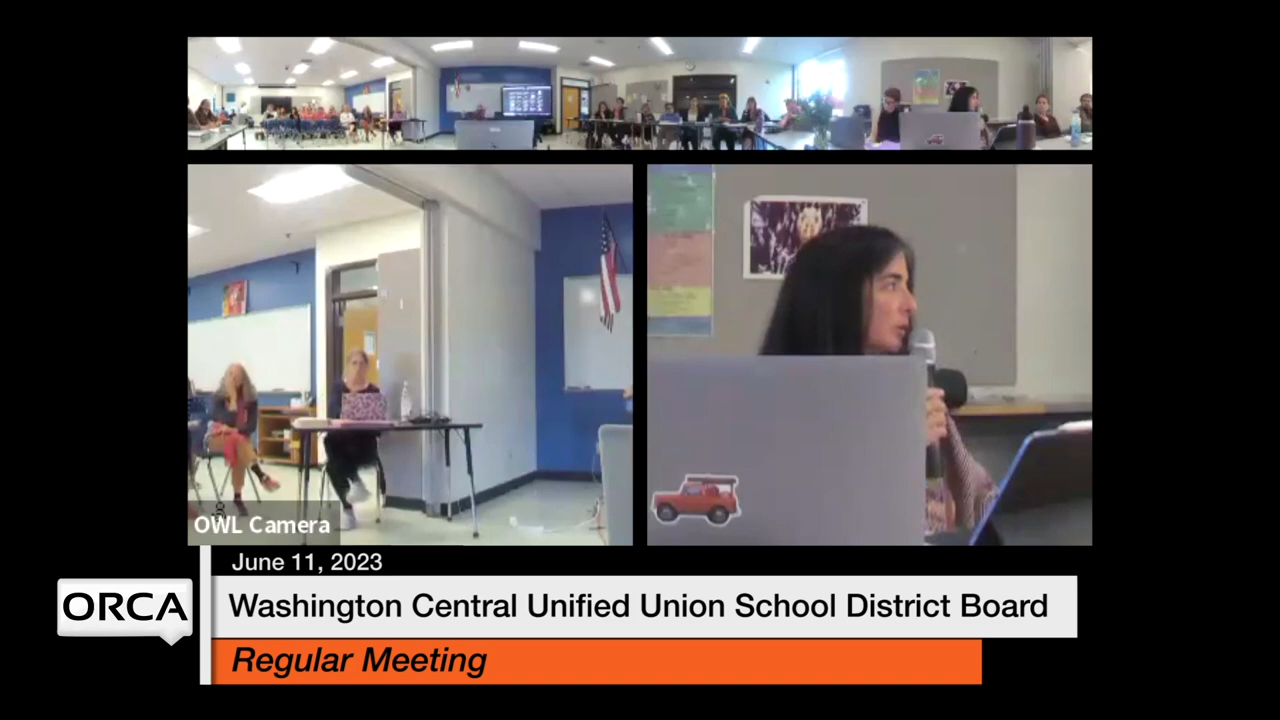 OWL Camera
June 11, 2023
ORCA
Washington Central Unified Union School District Board
Regular Meeting